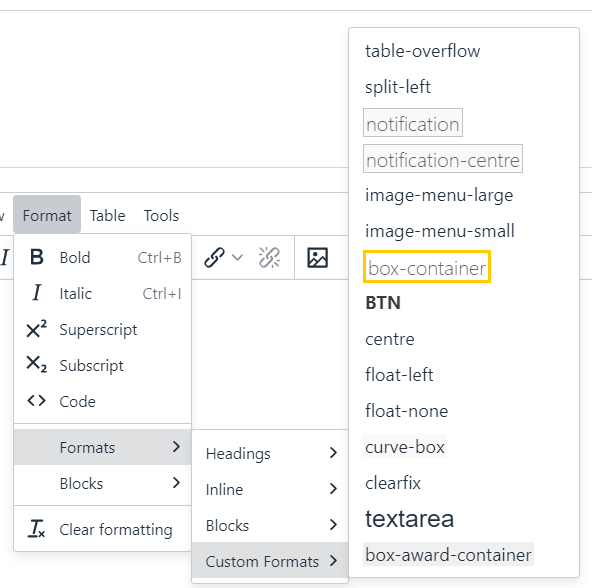 table-overflow
split-left
notification
notification-centre
image-menu-large
image-menu-small
box-container
BTN
centre
float-left
float-none
curve-box
clearfix
textarea
box-award-container
Format Table Tools
B Bold Ctrl+B
I Italic Ctrl+I
X² Superscript
X₂ Subscript
<> Code
Formats
Blocks
Clear formatting
Headings
Inline
Blocks
Custom Formats